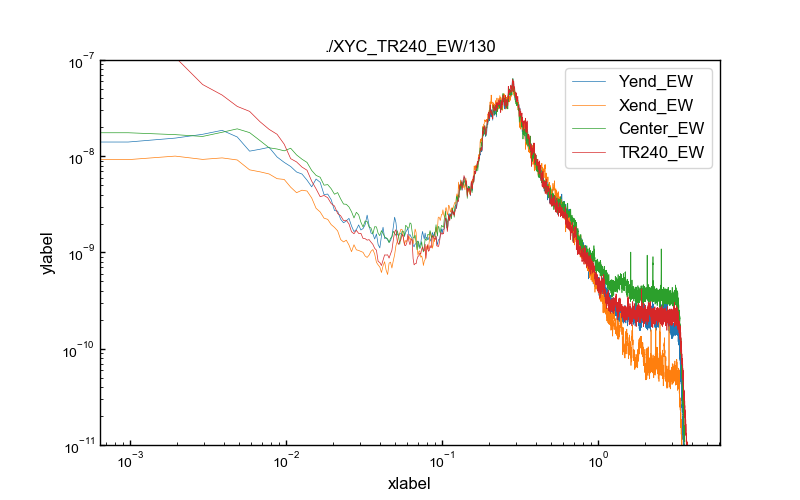 ./XYC_TR240_EW/130
10⁻⁷
10⁻⁸
10⁻⁹
10⁻¹⁰
10⁻¹¹
ylabel
Yend_EW
Xend_EW
Center_EW
TR240_EW
10⁻³ 10⁻² 10⁻¹ 10⁰
xlabel